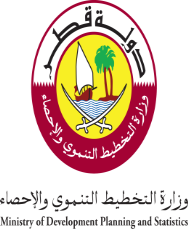 دولة قطر
وزارة التخطيط التنموي والإحصاء
وزارة التخطيط التنموي والإحصاء
Ministry of Development Planning and Statistics